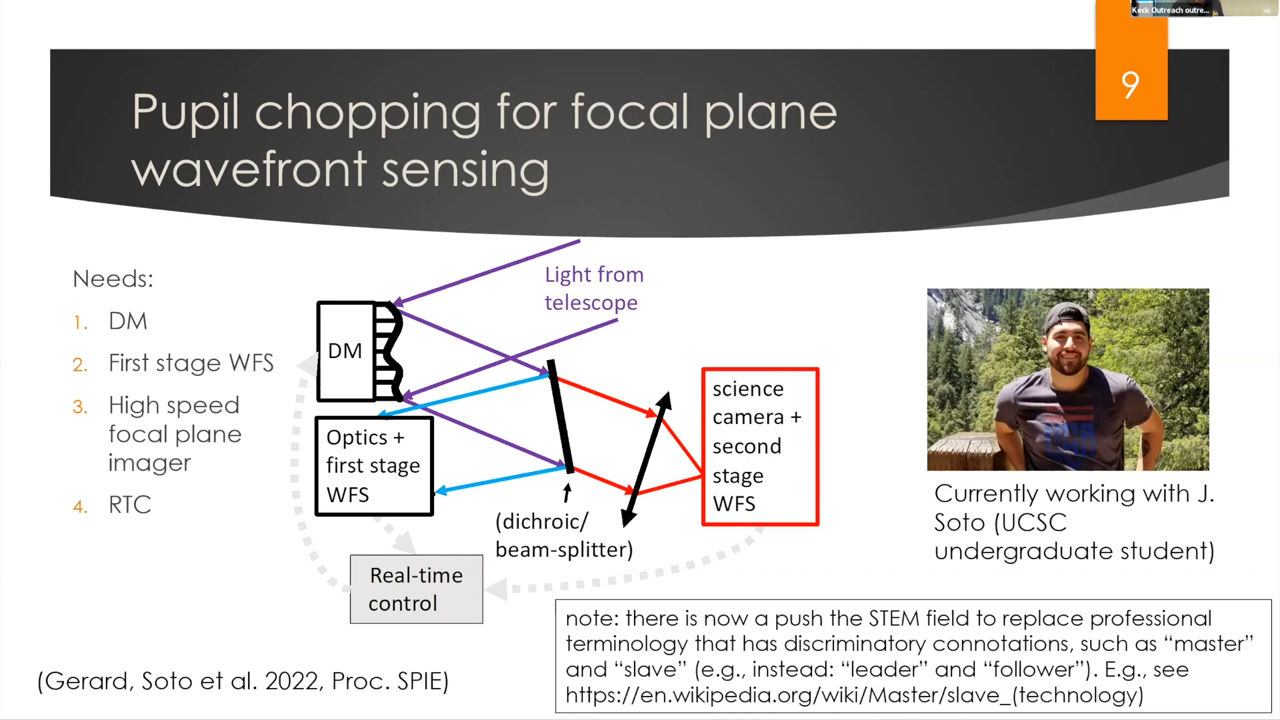 Keck Outreach outre...
9
Pupil chopping for focal plane
wavefront sensing
Needs:
1. DM
2. First stage WFS
3. High speed
focal plane
imager
4. RTC
Light from
telescope
DM
Optics +
first stage
WFS
(dichroic/
beam-splitter)
science
camera +
second
stage
WFS
Real-time
control
Currently working with J.
Soto (UCSC
undergraduate student)
note: there is now a push the STEM field to replace professional
terminology that has discriminatory connotations, such as “master”
and “slave” (e.g., instead: “leader” and “follower”). E.g., see
https://en.wikipedia.org/wiki/Master/slave_(technology)
(Gerard, Soto et al. 2022, Proc. SPIE)